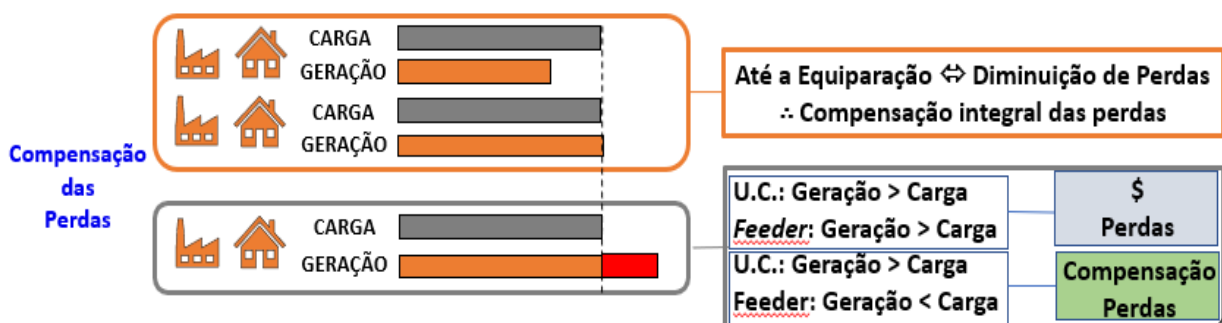 Compensação
das
Perdas
CARGA
GERAÇÃO
CARGA
GERAÇÃO
Até a Equiparação ⇔ Diminuição de Perdas
∴ Compensação integral das perdas
CARGA
GERAÇÃO
U.C.: Geração > Carga
Feeder: Geração > Carga
$
Perdas
U.C.: Geração > Carga
Feeder: Geração < Carga
Compensação
Perdas